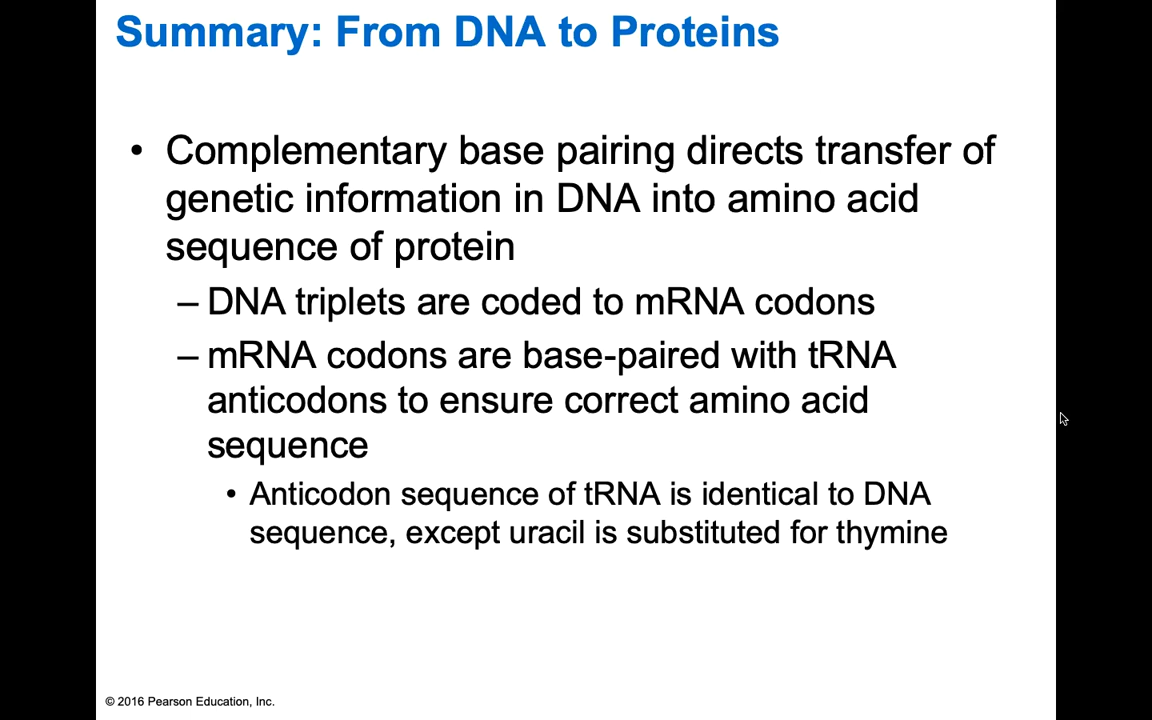 Summary: From DNA to Proteins
• Complementary base pairing directs transfer of
genetic information in DNA into amino acid
sequence of protein
– DNA triplets are coded to mRNA codons
– mRNA codons are base-paired with tRNA
anticodons to ensure correct amino acid
sequence
• Anticodon sequence of tRNA is identical to DNA
sequence, except uracil is substituted for thymine
© 2016 Pearson Education, Inc.